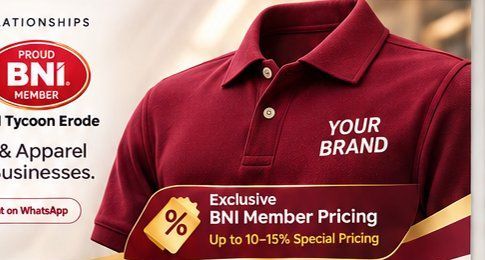 ATIONSHIPS
PROUD
BNI®
MEMBER
Tycoon Erode
& Apparel
usinesses.
t on WhatsApp
YOUR
BRAND
%
Exclusive
BNI Member Pricing
Up to 10–15% Special Pricing